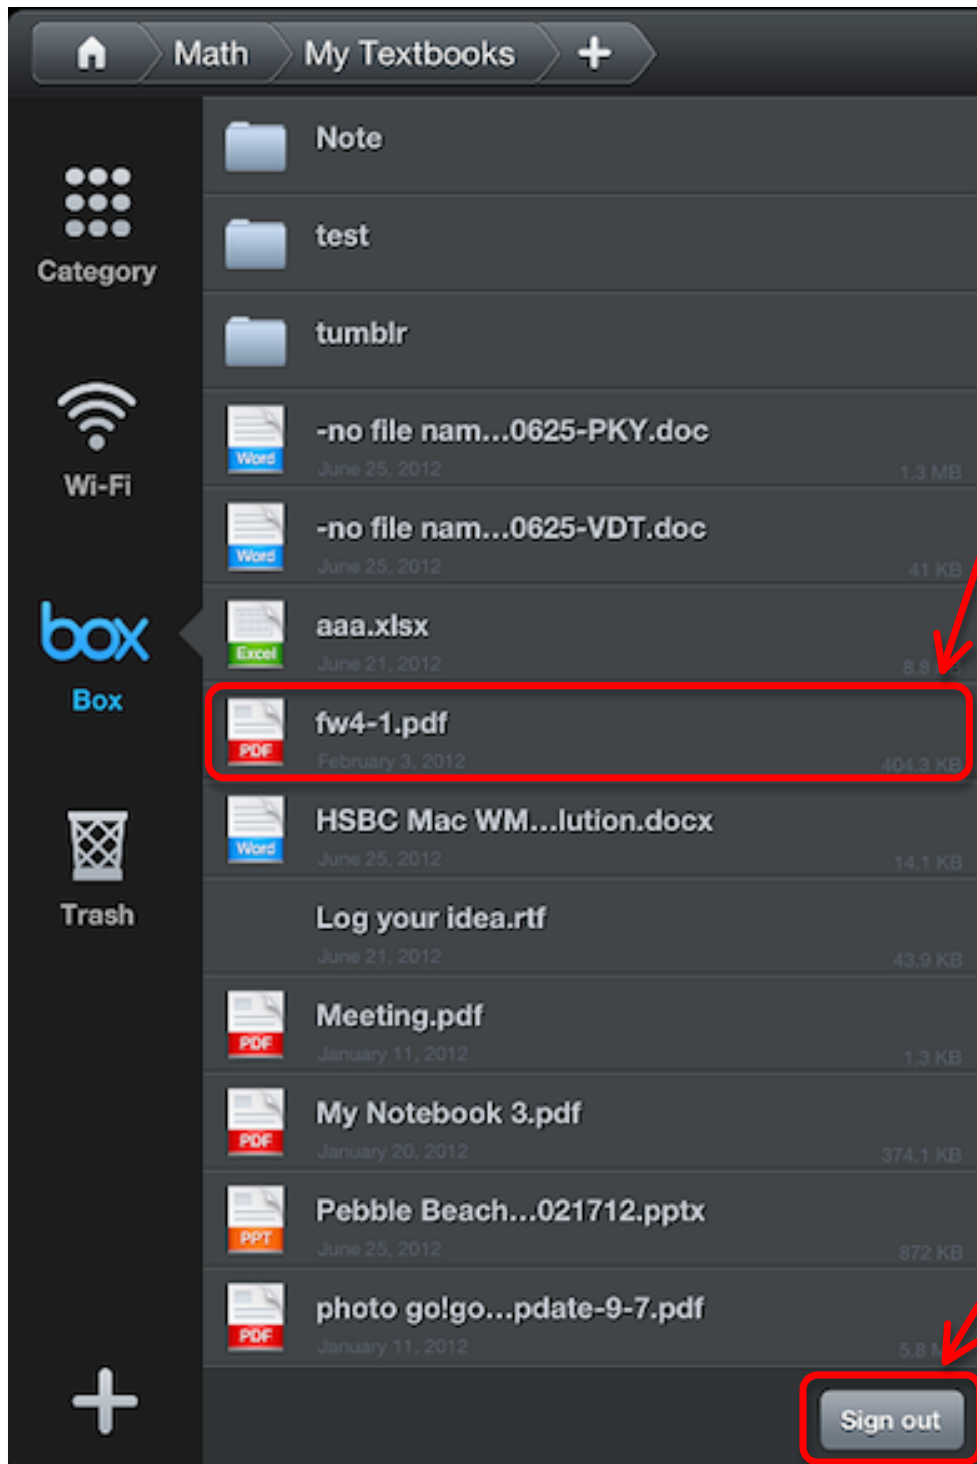 Math My Textbooks +
Note
test
tumblr
Category
-no file nam...0625-PKY.doc
Word
June 25, 2012 1.3 MB
Wi-Fi
-no file nam...0625-VDT.doc
Word
June 25, 2012 41 KB
box
Box
aaa.xlsx
Excel
June 21, 2012 8.8
fw4-1.pdf
PDF
February 3, 2012 404.3 KB
HSBC Mac WM...lution.docx
Word
June 25, 2012 14.1 KB
Trash
Log your idea.rtf
June 21, 2012 43.9 KB
Meeting.pdf
PDF
January 11, 2012 1.3 KB
My Notebook 3.pdf
PDF
January 20, 2012 374.1 KB
Pebble Beach...021712.pptx
PPT
June 25, 2012 872 KB
photo go!go...pdate-9-7.pdf
PDF
January 11, 2012 5.8
Sign out